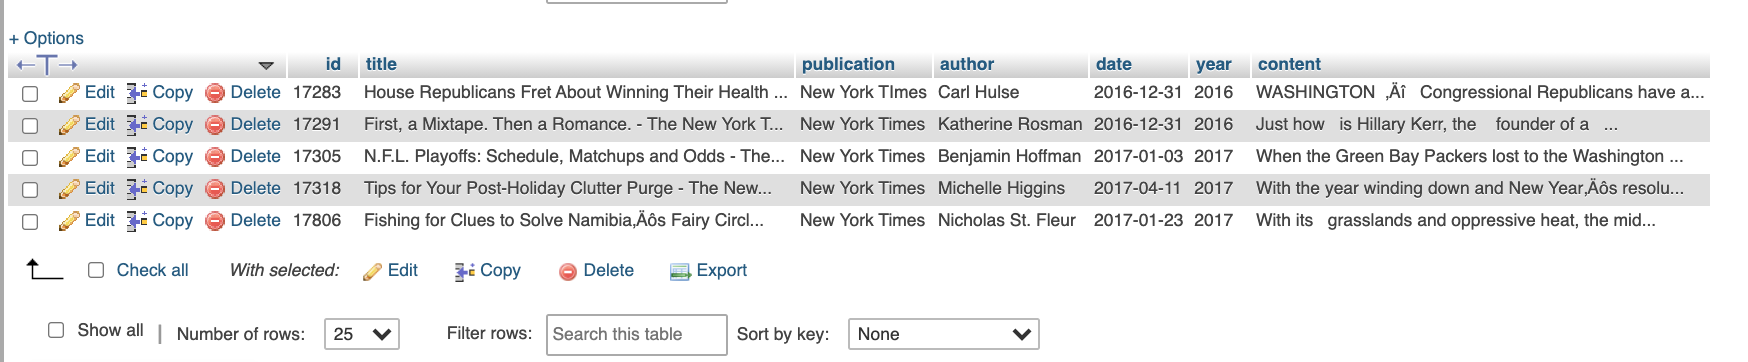 + Options
id title publication author date year content
Edit Copy Delete 17283 House Republicans Fret About Winning Their Health ... New York TImes Carl Hulse 2016-12-31 2016 WASHINGTON ‚Äî Congressional Republicans have a...
Edit Copy Delete 17291 First, a Mixtape. Then a Romance. - The New York T... New York Times Katherine Rosman 2016-12-31 2016 Just how is Hillary Kerr, the founder of a ...
Edit Copy Delete 17305 N.F.L. Playoffs: Schedule, Matchups and Odds - The... New York Times Benjamin Hoffman 2017-01-03 2017 When the Green Bay Packers lost to the Washington ...
Edit Copy Delete 17318 Tips for Your Post-Holiday Clutter Purge - The New... New York Times Michelle Higgins 2017-04-11 2017 With the year winding down and New Year‚Äôs resolu...
Edit Copy Delete 17806 Fishing for Clues to Solve Namibia‚Äôs Fairy Circl... New York Times Nicholas St. Fleur 2017-01-23 2017 With its grasslands and oppressive heat, the mid...
Check all With selected: Edit Copy Delete Export
Show all | Number of rows: 25 Filter rows: Search this table Sort by key: None